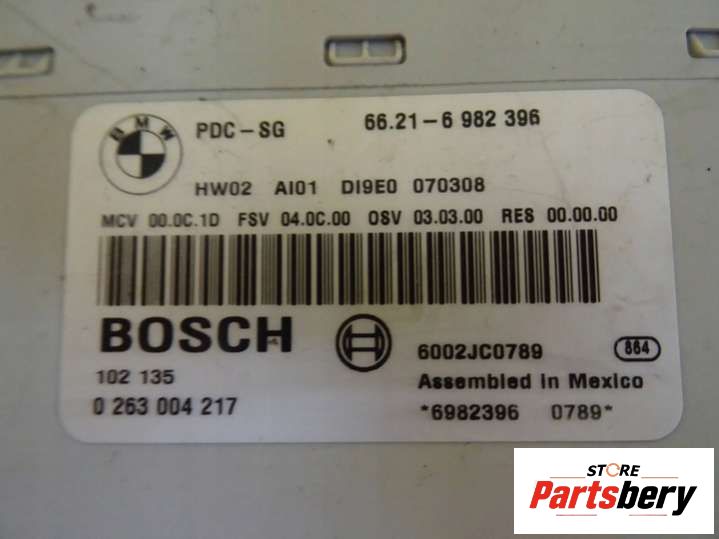 BMW
PDC-SG 66.21-6 982 396
HW02 AI01 DI9E0 070308
MCV 00.0C.1D FSV 04.0C.00 OSV 03.03.00 RES 00.00.00
BOSCH
6002JC0789 864
102 135 Assembled in Mexico
0 263 004 217 *6982396 0789*
STORE
Partsbery